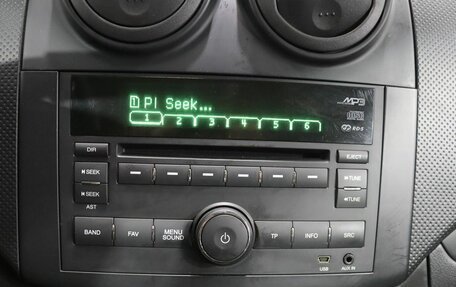 1 PI Seek...
MP3
1 2 3 4 5 6
RDS
DIR
EJECT
SEEK
TUNE
SEEK
TUNE
AST
BAND
FAV
MENU
SOUND
TP
INFO
SRC
USB
AUX IN